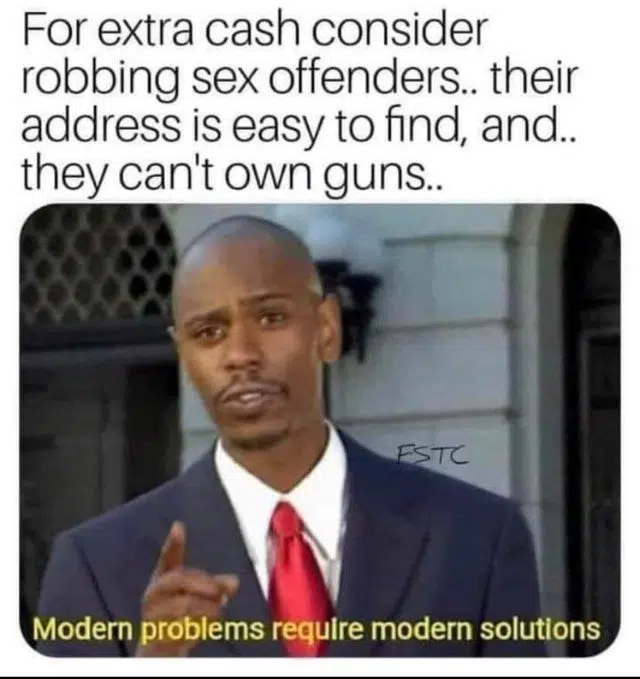 For extra cash consider
robbing sex offenders.. their
address is easy to find, and..
they can't own guns..
FSTC
Modern problems require modern solutions